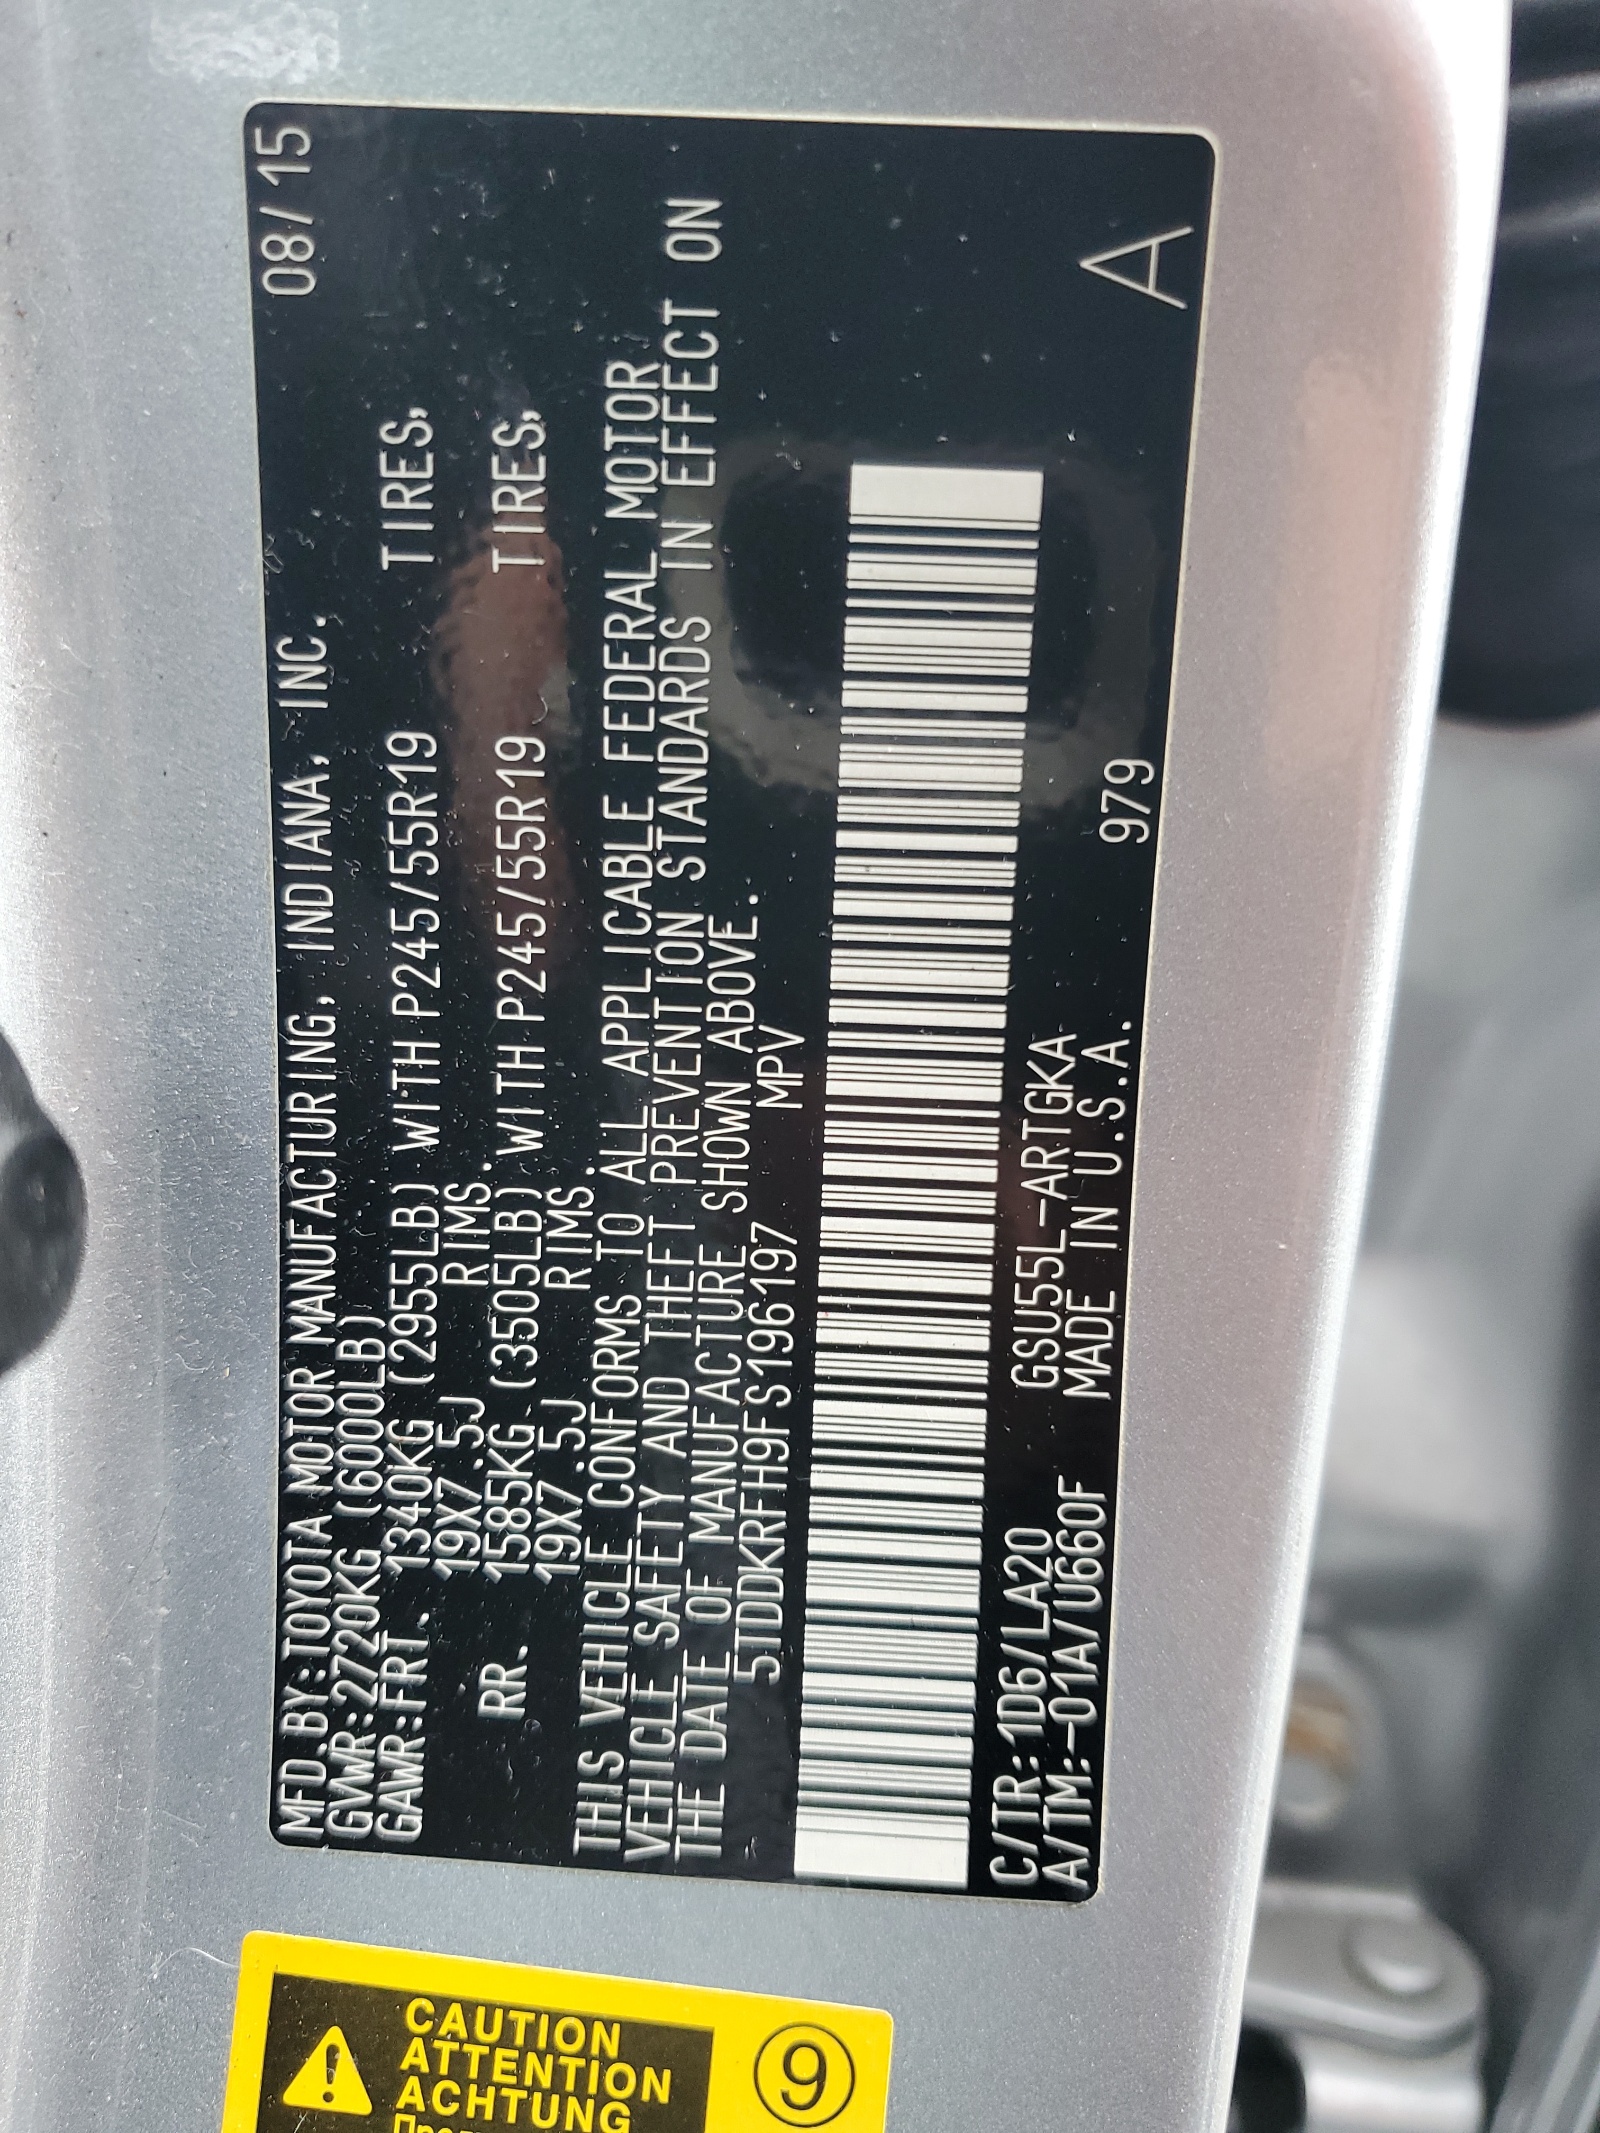 08/15
MFD.BY:TOYOTA MOTOR MANUFACTURING, INDIANA, INC.
GVWR:2720KG (6000LB)
GAWR:FRT. 1340KG (2955LB) WITH P245/55R19 TIRES,
19X7.5J RIMS.
RR. 1585KG (3505LB) WITH P245/55R19 TIRES,
19X7.5J RIMS.
THIS VEHICLE CONFORMS TO ALL APPLICABLE FEDERAL MOTOR
VEHICLE SAFETY AND THEFT PREVENTION STANDARDS IN EFFECT ON
THE DATE OF MANUFACTURE SHOWN ABOVE.
5TDDKRFH9FS196197 MPV
C/TR:1D6/LA20 GSU55L-ARTGKA
A/TM:-01A/U660F MADE IN U.S.A. 979
A
CAUTION
ATTENTION
ACHTUNG
9